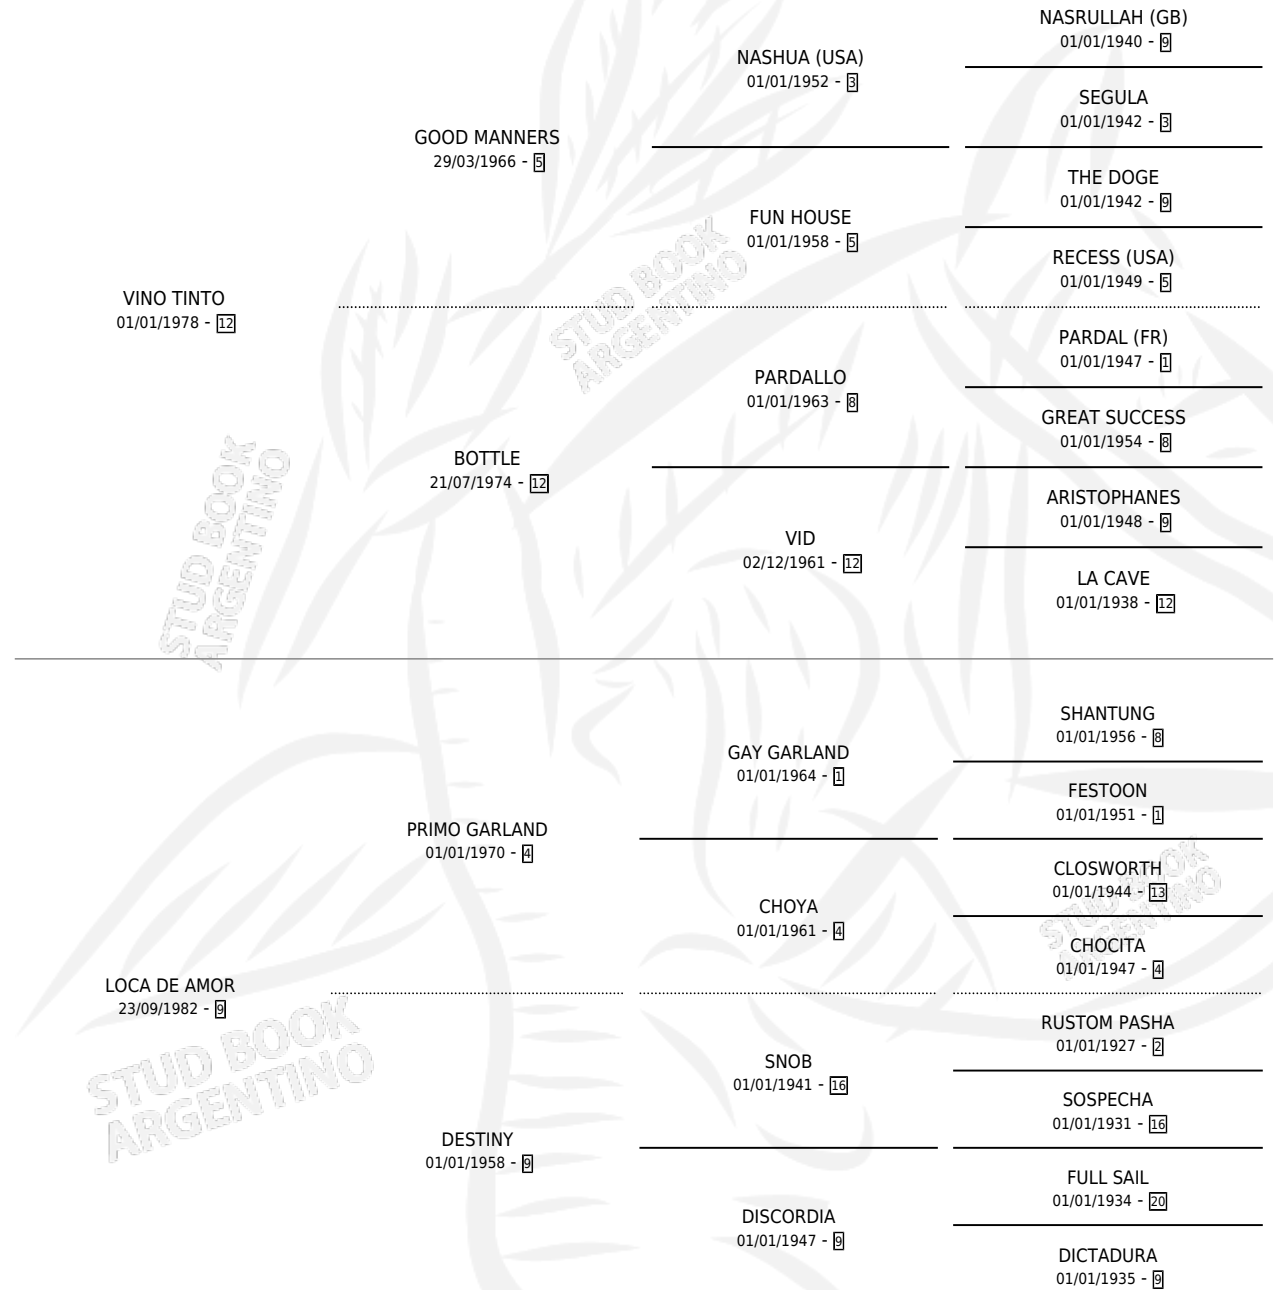 NASRULLAH (GB)
01/01/1940 - 9
NASHUA (USA)
01/01/1952 - 3
SEGULA
01/01/1942 - 3
GOOD MANNERS
29/03/1966 - 5
THE DOGE
01/01/1942 - 9
FUN HOUSE
01/01/1958 - 5
RECESS (USA)
01/01/1949 - 5
VINO TINTO
01/01/1978 - 12
PARDAL (FR)
01/01/1947 - 1
PARDALLO
01/01/1963 - 8
GREAT SUCCESS
01/01/1954 - 8
BOTTLE
21/07/1974 - 12
ARISTOPHANES
01/01/1948 - 9
VID
02/12/1961 - 12
LA CAVE
01/01/1938 - 12
SHANTUNG
01/01/1956 - 8
GAY GARLAND
01/01/1964 - 1
FESTOON
01/01/1951 - 1
PRIMO GARLAND
01/01/1970 - 4
CLOSWORTH
01/01/1944 - 13
CHOYA
01/01/1961 - 4
CHOCITA
01/01/1947 - 4
LOCA DE AMOR
23/09/1982 - 9
RUSTOM PASHA
01/01/1927 - 2
SNOB
01/01/1941 - 16
SOSPECHA
01/01/1931 - 16
DESTINY
01/01/1958 - 9
FULL SAIL
01/01/1934 - 20
DISCORDIA
01/01/1947 - 9
DICTADURA
01/01/1935 - 9
STUD BOOK
ARGENTINO
STUD BOOK
ARGENTINO
STUD BOOK
ARGENTINO
STUD BOOK
ARGENTINO